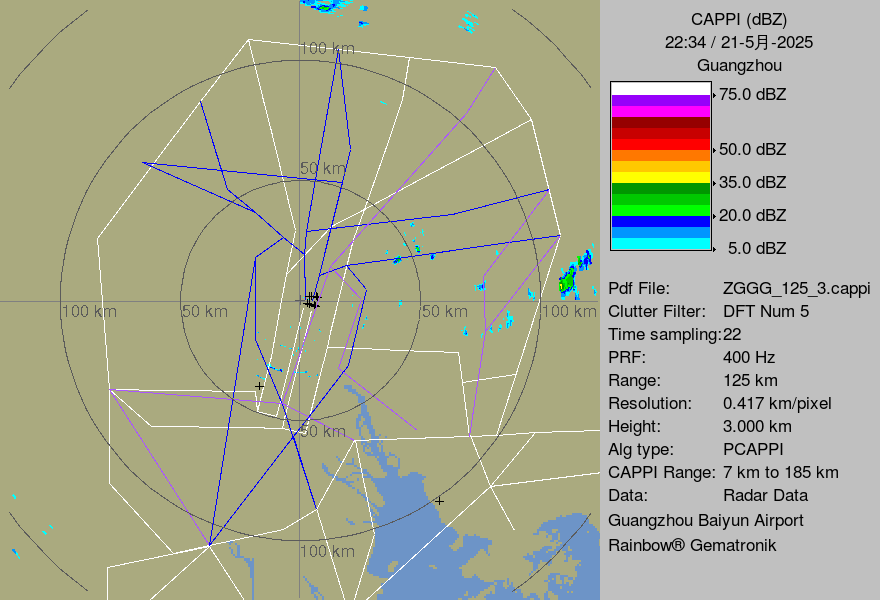 100 km
50 km
100 km
50 km
50 km
100 km
50 km
100 km
CAPPI (dBZ)
22:34 / 21-5月-2025
Guangzhou
75.0 dBZ
50.0 dBZ
35.0 dBZ
20.0 dBZ
5.0 dBZ
Pdf File: ZGGG_125_3.cappi
Clutter Filter: DFT Num 5
Time sampling:22
PRF: 400 Hz
Range: 125 km
Resolution: 0.417 km/pixel
Height: 3.000 km
Alg type: PCAPPI
CAPPI Range: 7 km to 185 km
Data: Radar Data
Guangzhou Baiyun Airport
Rainbow® Gematronik